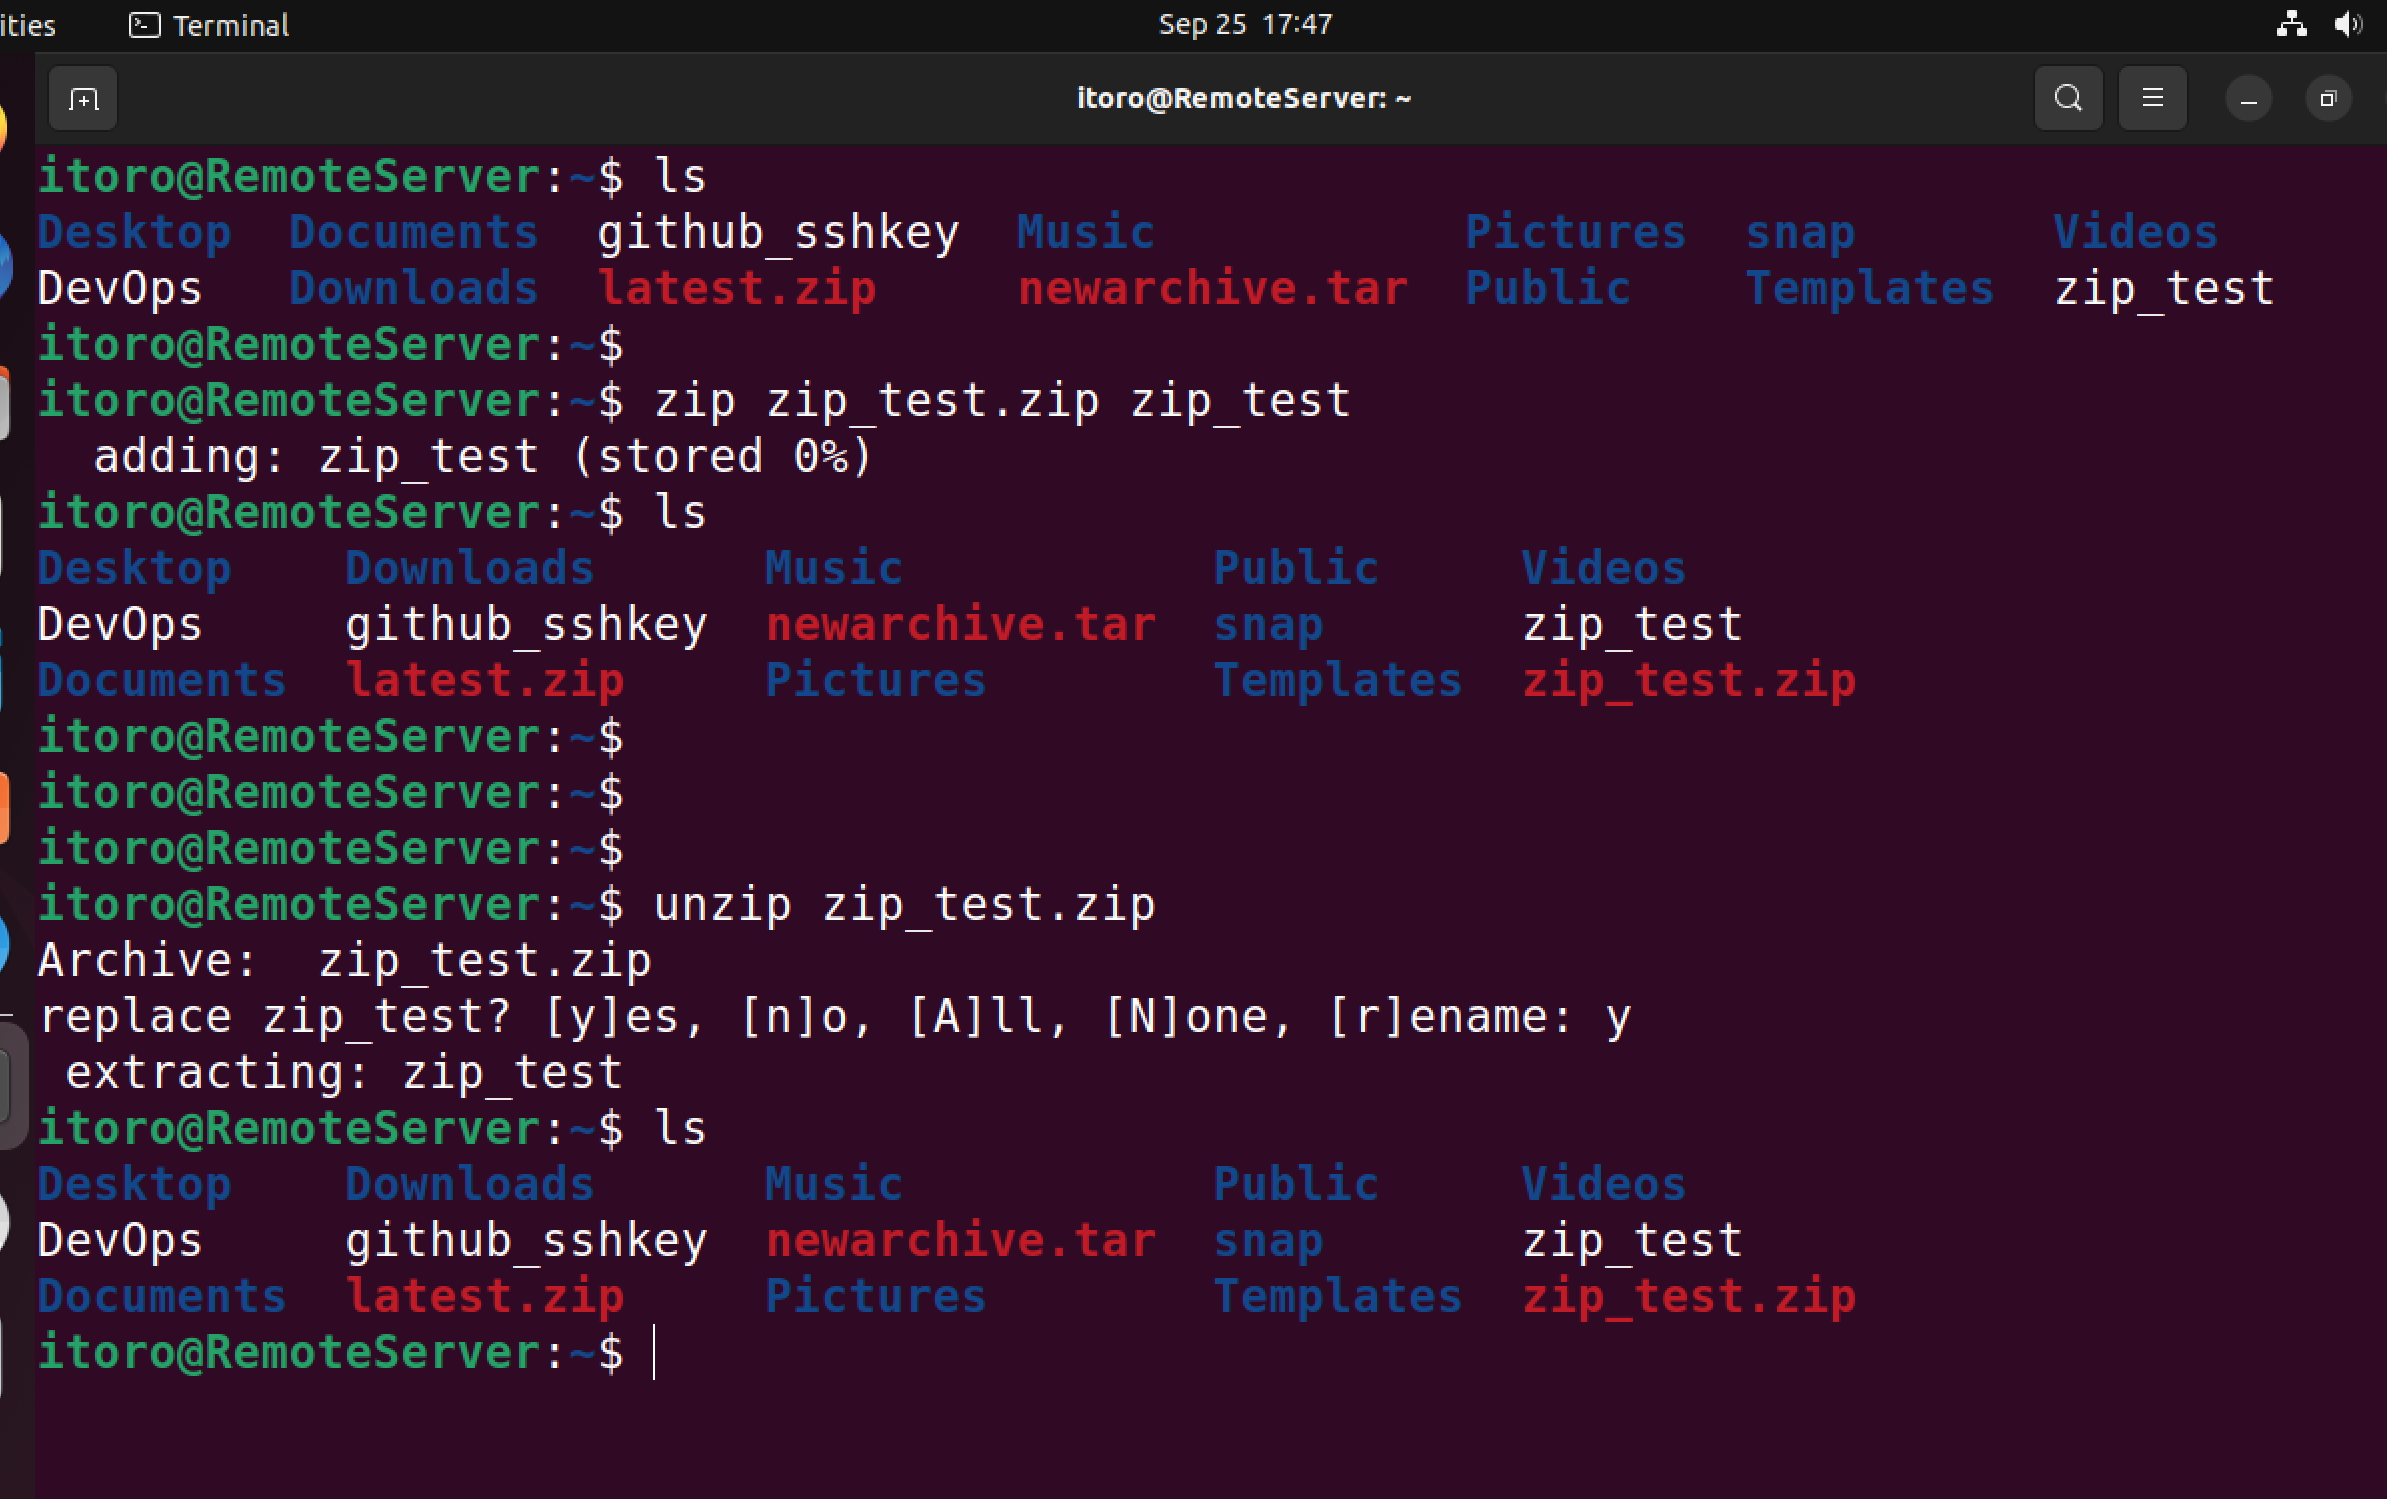 ities Terminal Sep 25 17:47
itoro@RemoteServer: ~
itoro@RemoteServer:~$ ls
Desktop Documents github_sshkey Music Pictures snap Videos
DevOps Downloads latest.zip newarchive.tar Public Templates zip_test
itoro@RemoteServer:~$
itoro@RemoteServer:~$ zip zip_test.zip zip_test
adding: zip_test (stored 0%)
itoro@RemoteServer:~$ ls
Desktop Downloads Music Public Videos
DevOps github_sshkey newarchive.tar snap zip_test
Documents latest.zip Pictures Templates zip_test.zip
itoro@RemoteServer:~$
itoro@RemoteServer:~$
itoro@RemoteServer:~$
itoro@RemoteServer:~$ unzip zip_test.zip
Archive: zip_test.zip
replace zip_test? [y]es, [n]o, [A]ll, [N]one, [r]ename: y
extracting: zip_test
itoro@RemoteServer:~$ ls
Desktop Downloads Music Public Videos
DevOps github_sshkey newarchive.tar snap zip_test
Documents latest.zip Pictures Templates zip_test.zip
itoro@RemoteServer:~$